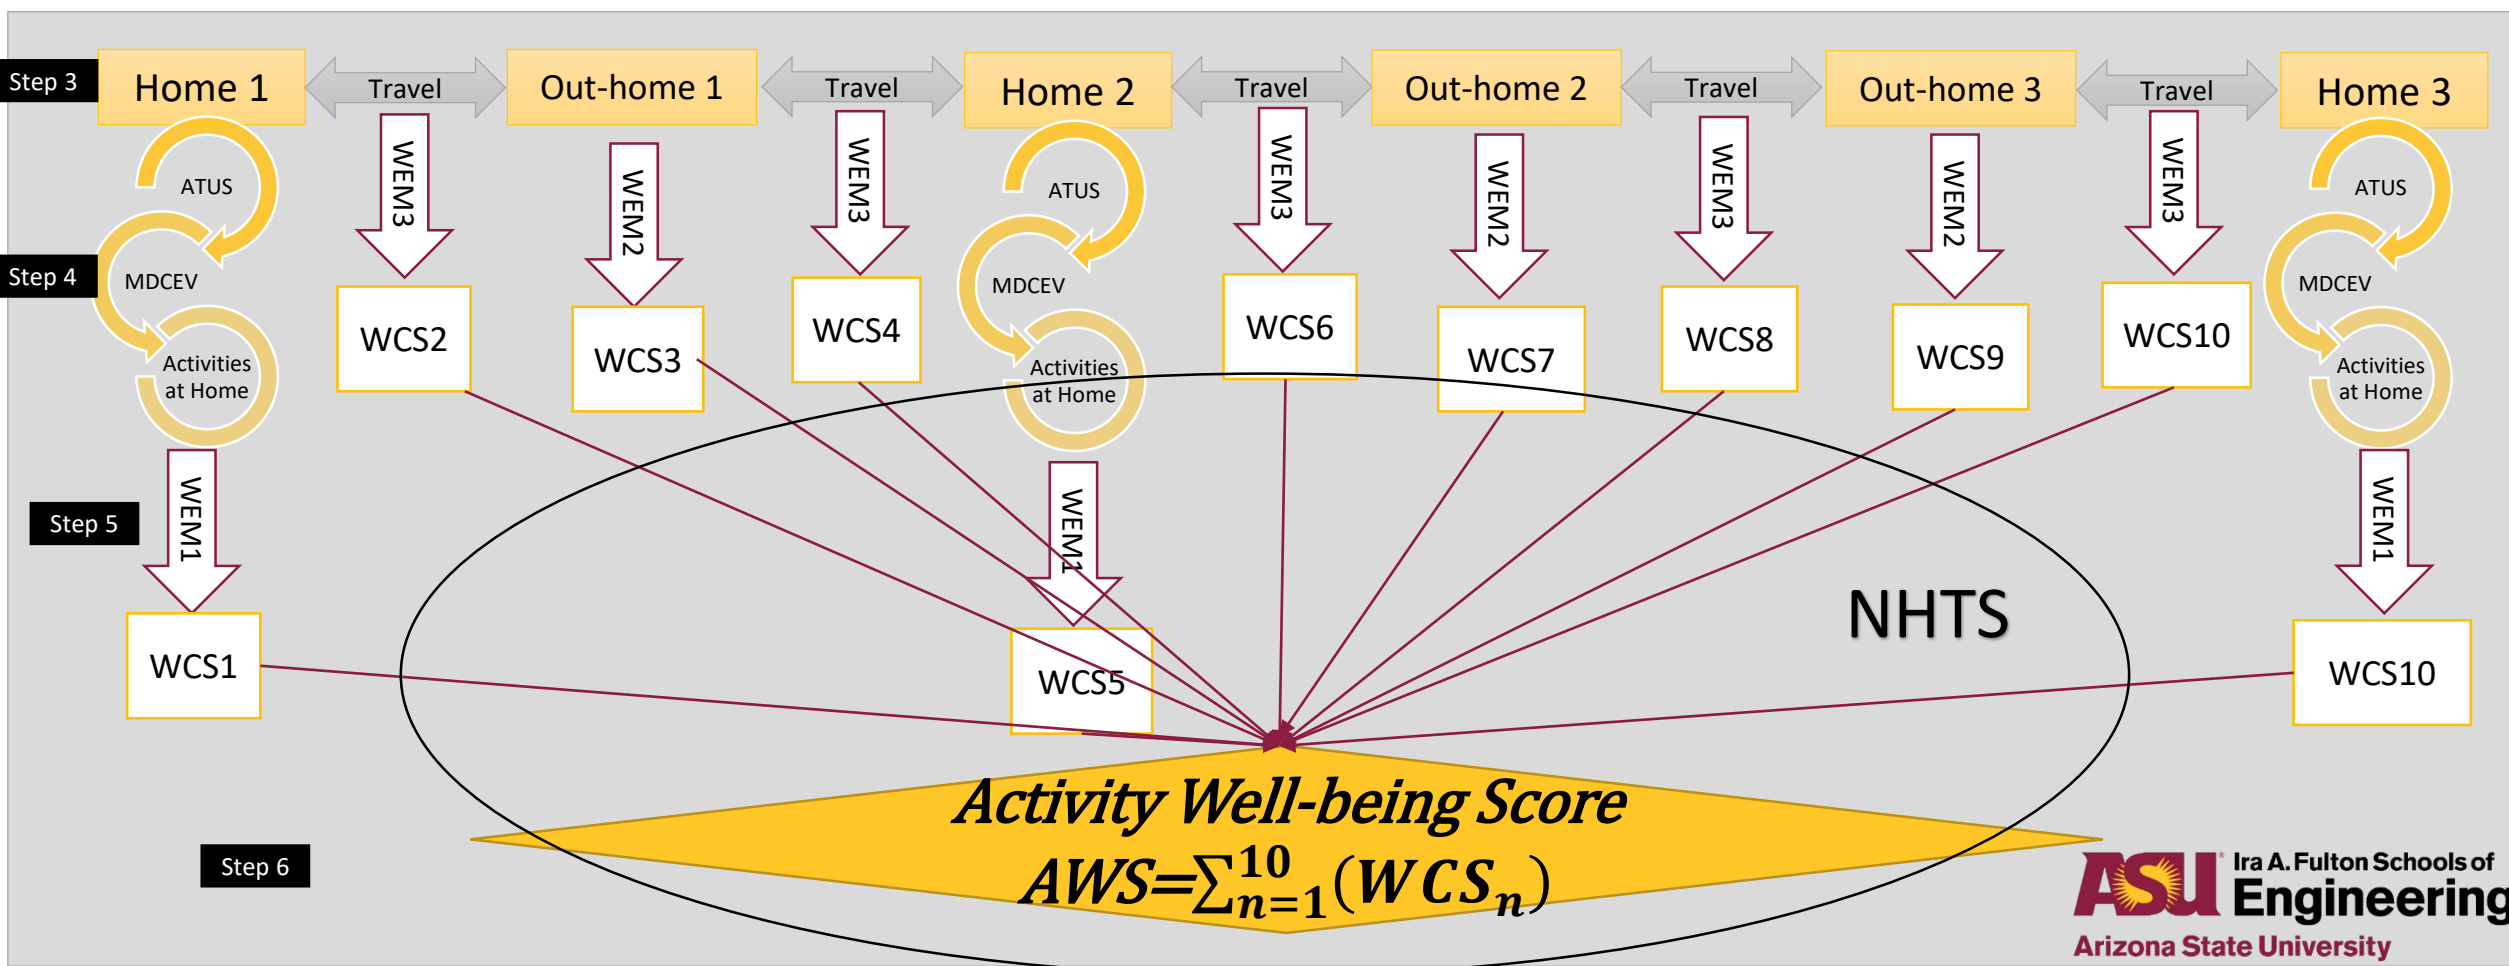 Step 3
Home 1
Travel
Out-home 1
Travel
Home 2
Travel
Out-home 2
Travel
Out-home 3
Travel
Home 3
ATUS
WEM3
WEM2
WEM3
ATUS
WEM3
WEM2
WEM3
WEM2
WEM3
ATUS
Step 4
MDCEV
MDCEV
MDCEV
WCS2
WCS3
WCS4
WCS6
WCS7
WCS8
WCS9
WCS10
Activities
at Home
Activities
at Home
Activities
at Home
Step 5
WEM1
WEM1
WEM1
NHTS
WCS1
WCS5
WCS10
Activity Well-being Score
AWS=∑_{n=1}^{10}(WCS_n)
Step 6
ASU
Ira A. Fulton Schools of
Engineering
Arizona State University